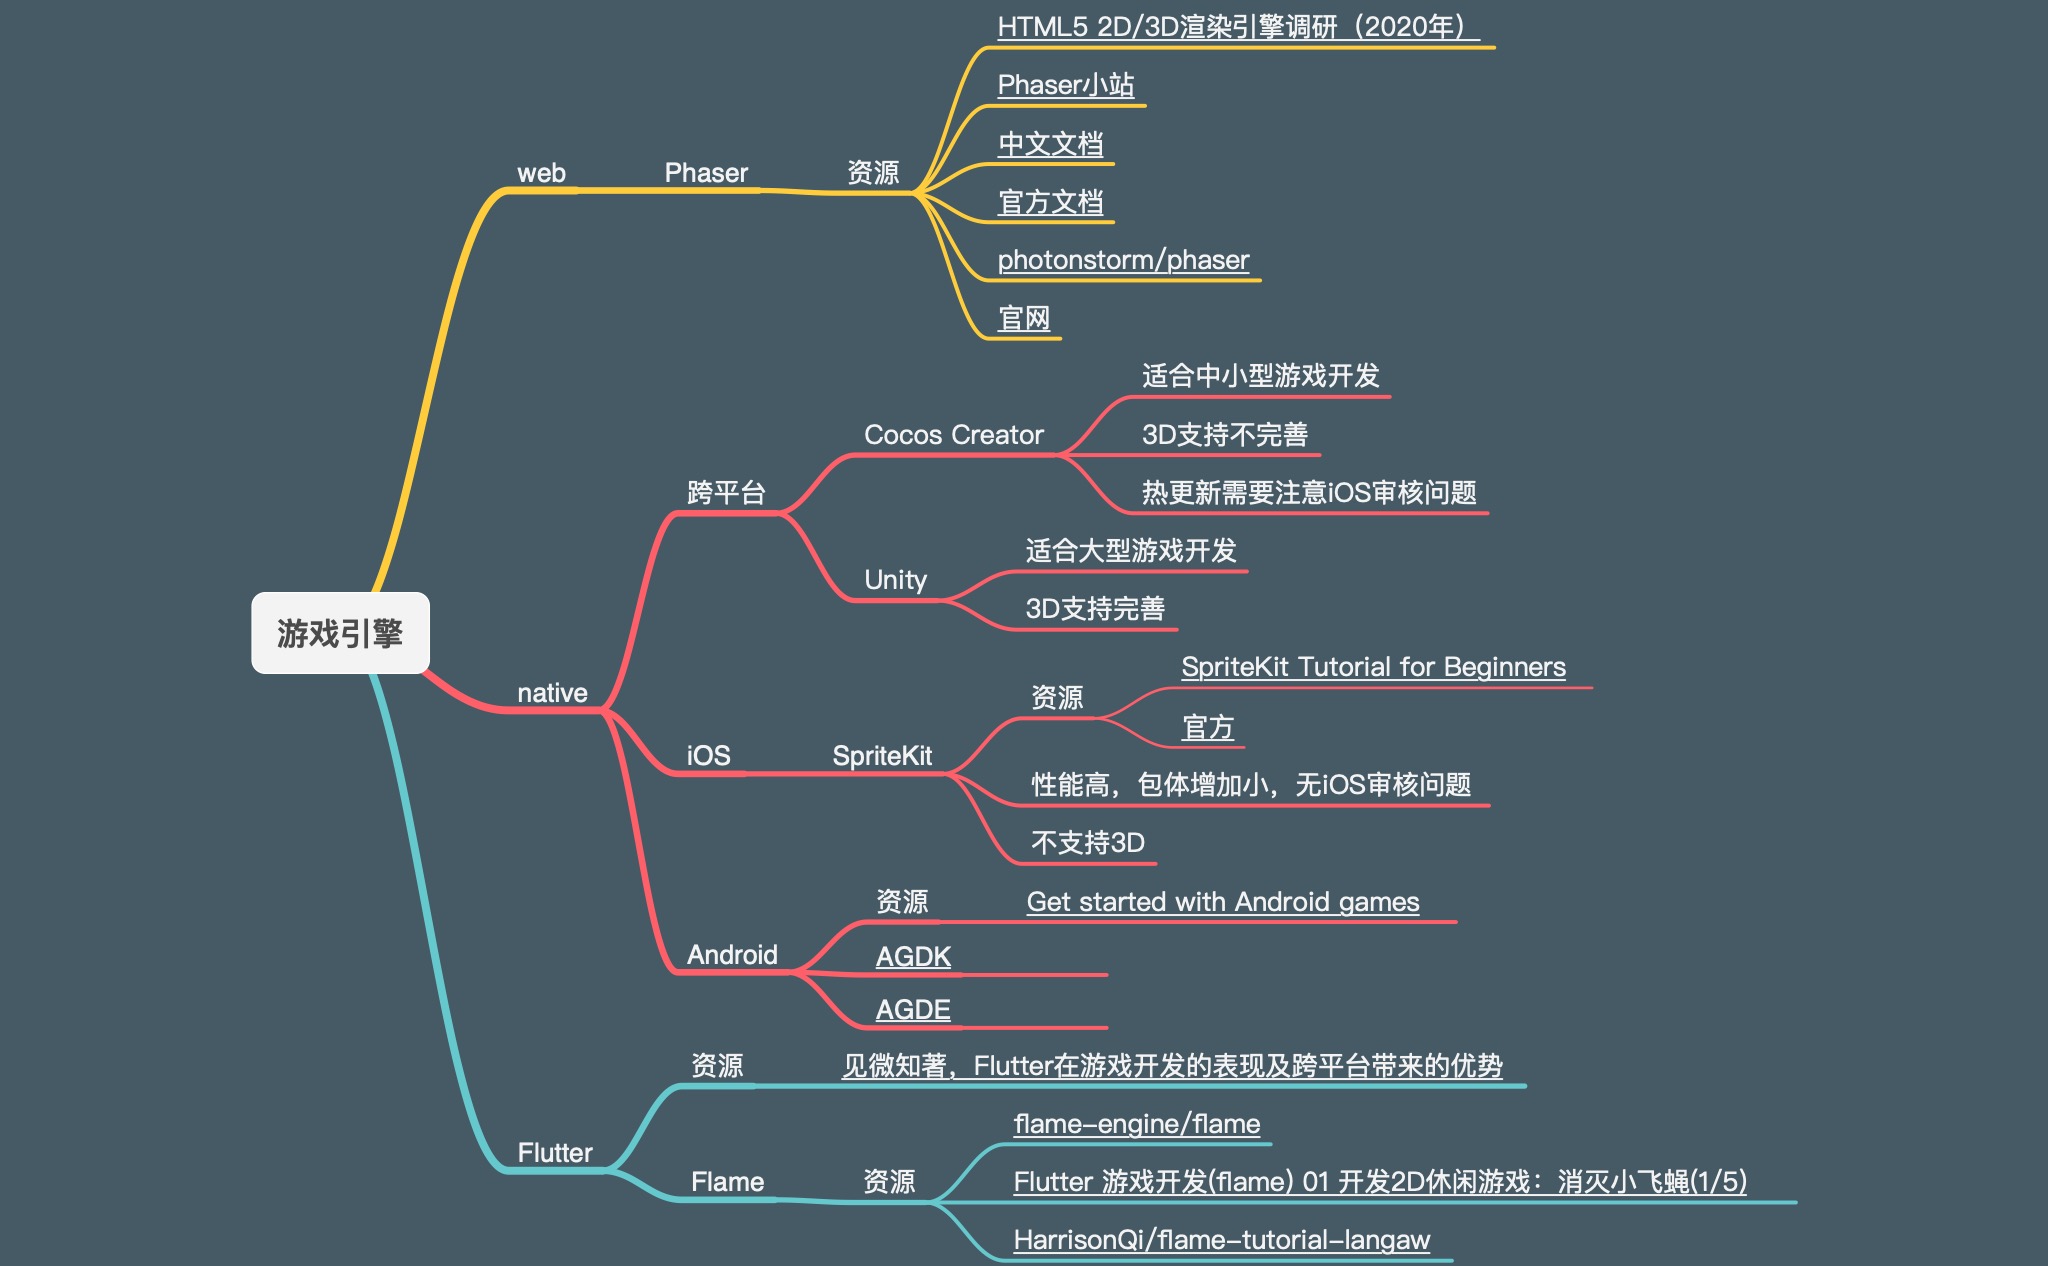 游戏引擎
web
Phaser
资源
HTML5 2D/3D渲染引擎调研（2020年）
Phaser小站
中文文档
官方文档
photonstorm/phaser
官网
native
跨平台
Cocos Creator
适合中小型游戏开发
3D支持不完善
热更新需要注意iOS审核问题
Unity
适合大型游戏开发
3D支持完善
iOS
SpriteKit
资源
SpriteKit Tutorial for Beginners
官方
性能高，包体增加小，无iOS审核问题
不支持3D
Android
资源
Get started with Android games
AGDK
AGDE
Flutter
资源
见微知著，Flutter在游戏开发的表现及跨平台带来的优势
Flame
资源
flame-engine/flame
Flutter 游戏开发(flame) 01 开发2D休闲游戏：消灭小飞蝇(1/5)
HarrisonQi/flame-tutorial-langaw